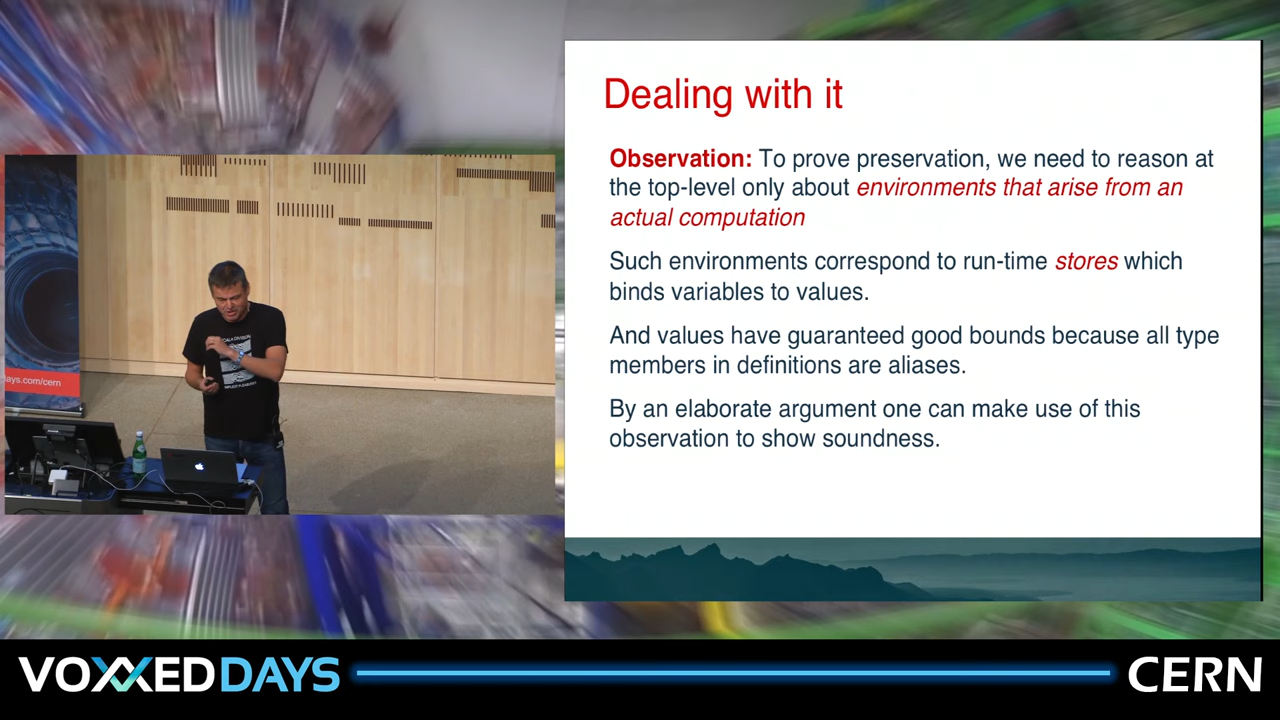 Dealing with it
Observation: To prove preservation, we need to reason at
the top-level only about environments that arise from an
actual computation
Such environments correspond to run-time stores which
binds variables to values.
And values have guaranteed good bounds because all type
members in definitions are aliases.
By an elaborate argument one can make use of this
observation to show soundness.
ays.com/cern
VOXXEDDAYS
CERN